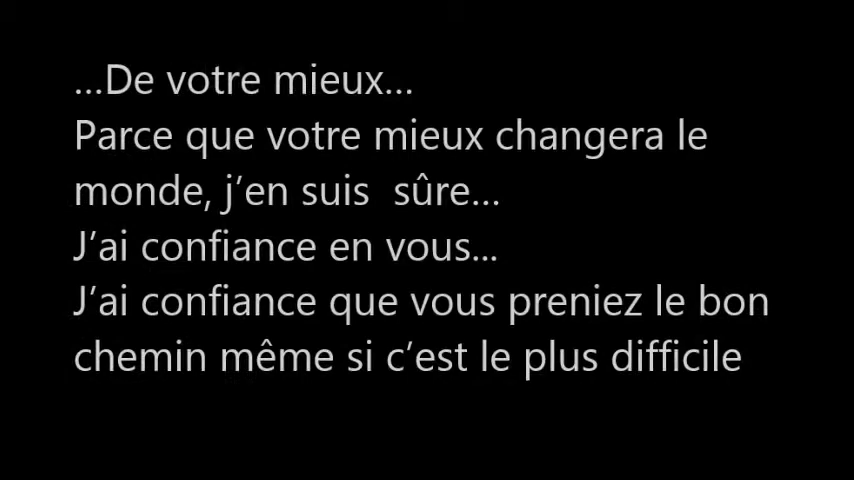 …De votre mieux…
Parce que votre mieux changera le
monde, j’en suis  sûre…
J’ai confiance en vous...
J’ai confiance que vous preniez le bon
chemin même si c’est le plus difficile